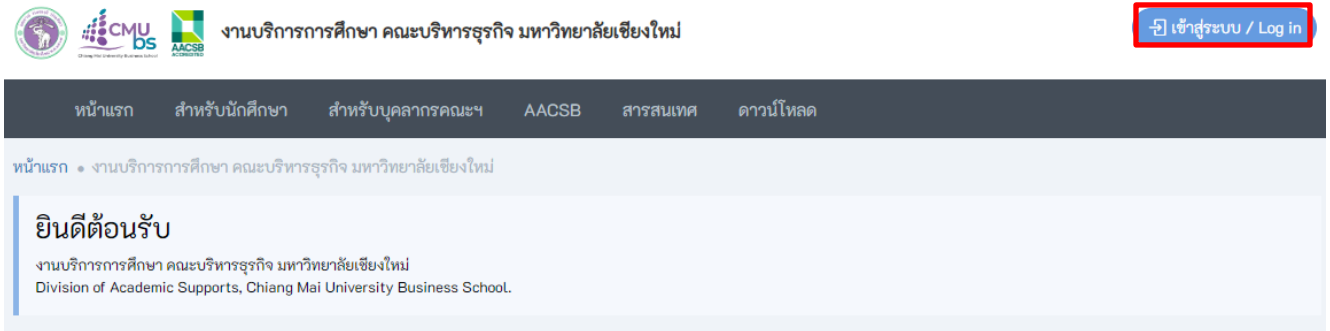 CMU
bs
Chiang Mai University Business School
AACSB
ACCREDITED
งานบริการการศึกษา คณะบริหารธุรกิจ มหาวิทยาลัยเชียงใหม่
เข้าสู่ระบบ / Log in
หน้าแรก สำหรับนักศึกษา สำหรับบุคลากรคณะฯ AACSB สารสนเทศ ดาวน์โหลด
หน้าแรก • งานบริการการศึกษา คณะบริหารธุรกิจ มหาวิทยาลัยเชียงใหม่
ยินดีต้อนรับ
งานบริการการศึกษา คณะบริหารธุรกิจ มหาวิทยาลัยเชียงใหม่
Division of Academic Supports, Chiang Mai University Business School.